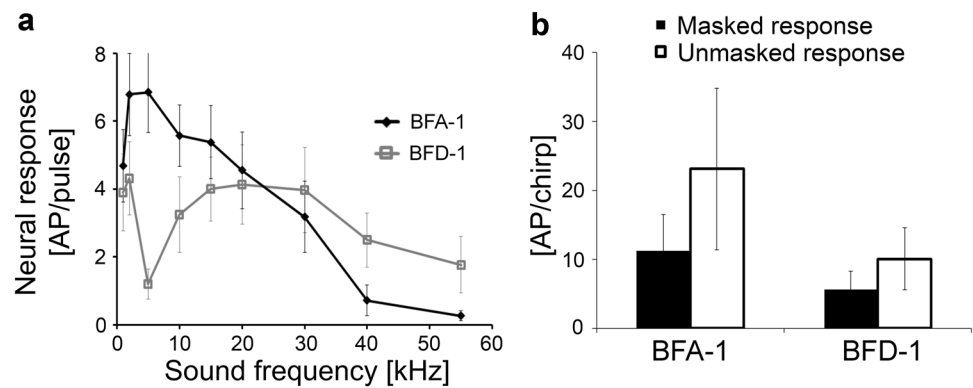 a
8
6
4
2
0
Neural response
[AP/pulse]
BFA-1
BFD-1
0 10 20 30 40 50 60
Sound frequency [kHz]
b
Masked response
Unmasked response
40
30
20
10
0
[AP/chirp]
BFA-1 BFD-1